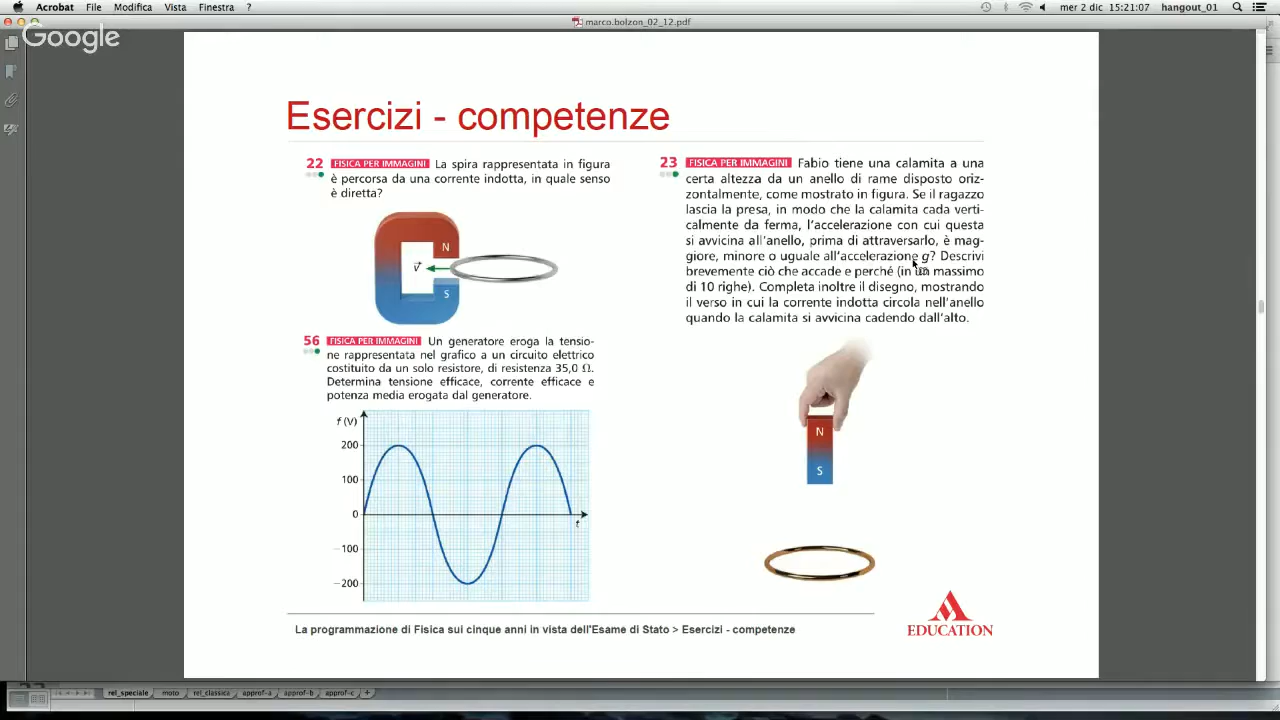 Acrobat File Modifica Vista Finestra ?
mer 2 dic 15:21:07 hangout_01
marco.bolzon_02_12.pdf
Google
Esercizi - competenze
22 FISICA PER IMMAGINI La spira rappresentata in figura
è percorsa da una corrente indotta, in quale senso
è diretta?
N
v
S
56 FISICA PER IMMAGINI Un generatore eroga la tensio-
ne rappresentata nel grafico a un circuito elettrico
costituito da un solo resistore, di resistenza 35,0 Ω.
Determina tensione efficace, corrente efficace e
potenza media erogata dal generatore.
f (V)
200
100
0
t
−100
−200
23 FISICA PER IMMAGINI Fabio tiene una calamita a una
certa altezza da un anello di rame disposto oriz-
zontalmente, come mostrato in figura. Se il ragazzo
lascia la presa, in modo che la calamita cada verti-
calmente da ferma, l'accelerazione con cui questa
si avvicina all'anello, prima di attraversarlo, è mag-
giore, minore o uguale all'accelerazione g? Descrivi
brevemente ciò che accade e perché (in un massimo
di 10 righe). Completa inoltre il disegno, mostrando
il verso in cui la corrente indotta circola nell'anello
quando la calamita si avvicina cadendo dall'alto.
N
S
La programmazione di Fisica sui cinque anni in vista dell'Esame di Stato > Esercizi - competenze
EDUCATION
rel_speciale moto rel_classica approf-a approf-b approf-c +